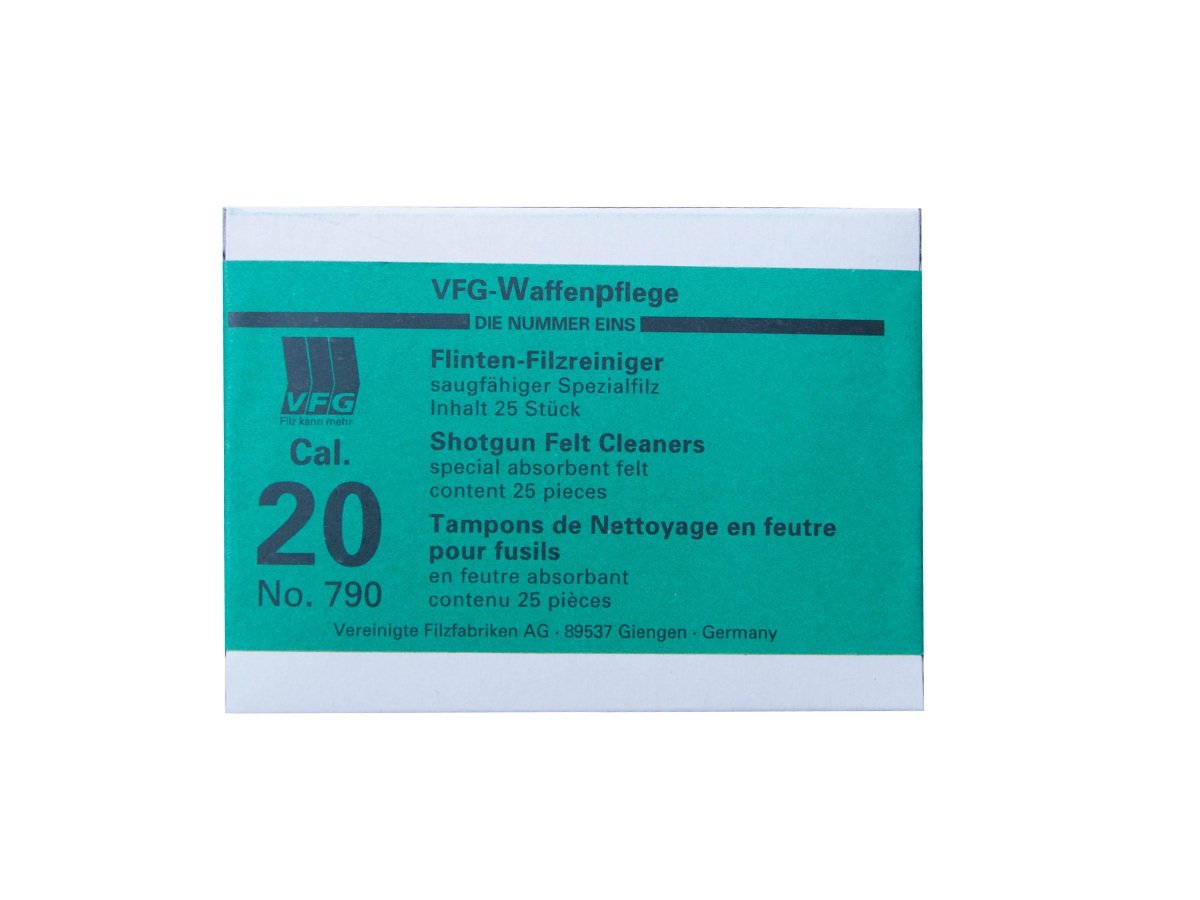 VFG-Waffenpflege
DIE NUMMER EINS
VFG
Filz kann mehr
Cal.
20
No. 790
Flinten-Filzreiniger
saugfähiger Spezialfilz
Inhalt 25 Stück
Shotgun Felt Cleaners
special absorbent felt
content 25 pieces
Tampons de Nettoyage en feutre
pour fusils
en feutre absorbant
contenu 25 pièces
Vereinigte Filzfabriken AG · 89537 Giengen · Germany